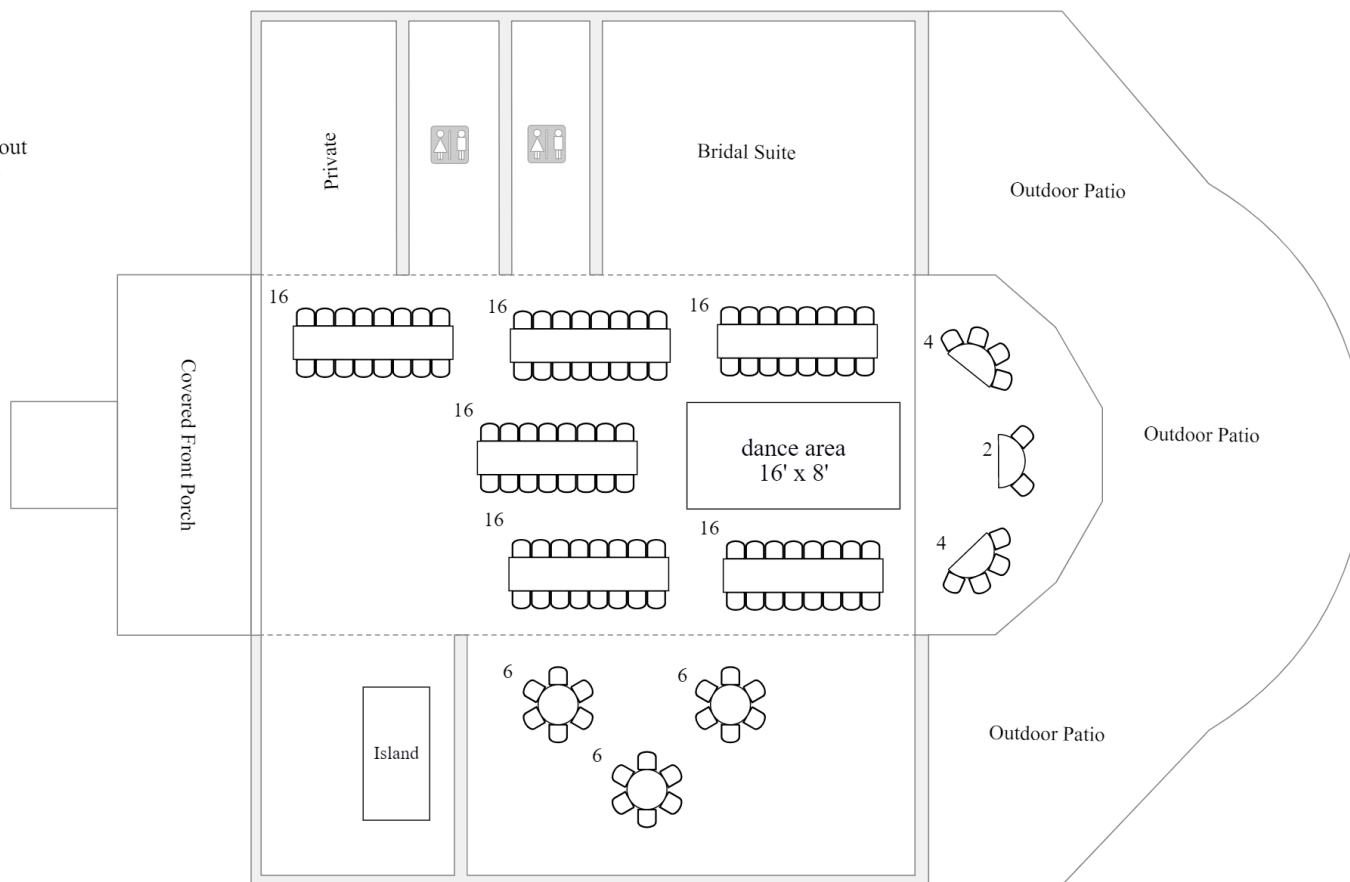 out
Private
Bridal Suite
Outdoor Patio
16
16
16
4
Covered Front Porch
16
dance area
16' x 8'
2
Outdoor Patio
16
16
4
6
6
Outdoor Patio
Island
6